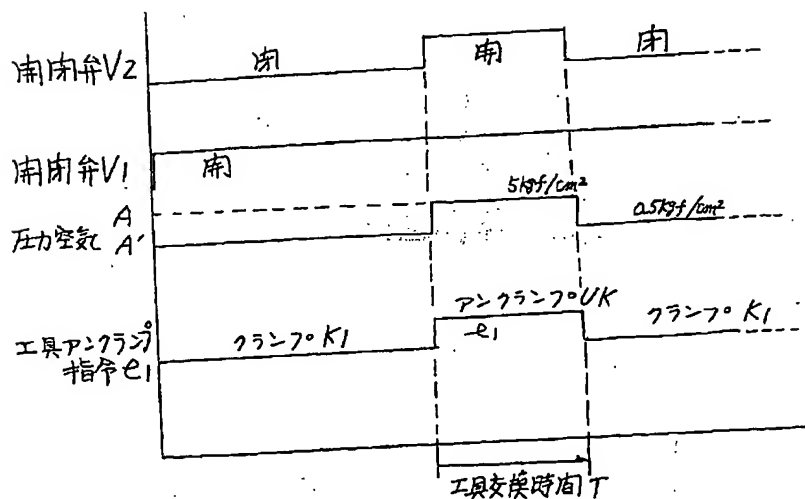 開閉弁V2
閉
開
閉
開閉弁V1
開
圧力空気
A
A'
5kgf/cm²
0.5kgf/cm²
工具アンクランプ
指令e1
クランプK1
アンクランプUK
e1
クランプK1
工具交換時間T